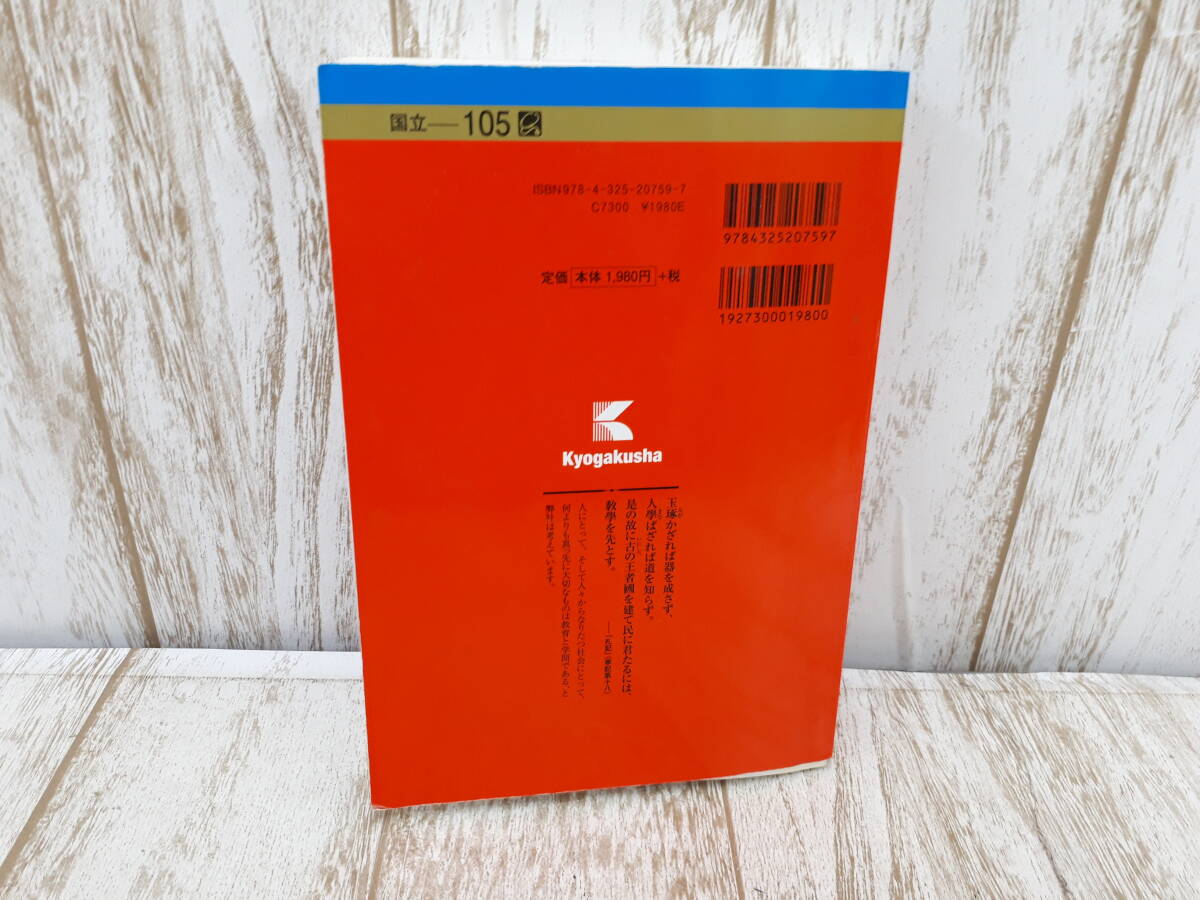 国立―105
ISBN978-4-325-20759-7
C7300 ¥1980E
9784325207597
定価 本体 1,980円 +税
1927300019800
Kyogakusha
玉琢かざれば器を成さず、
人學ばざれば道を知らず。
是の故に古の王者國を建て民に君たるには、
敎學を先とす。
―『礼記』(学記第十八)
人にとって、そして人々からなりたつ社会にとって、
何よりも真っ先に大切なものは教育と学問である、と
弊社は考えています。